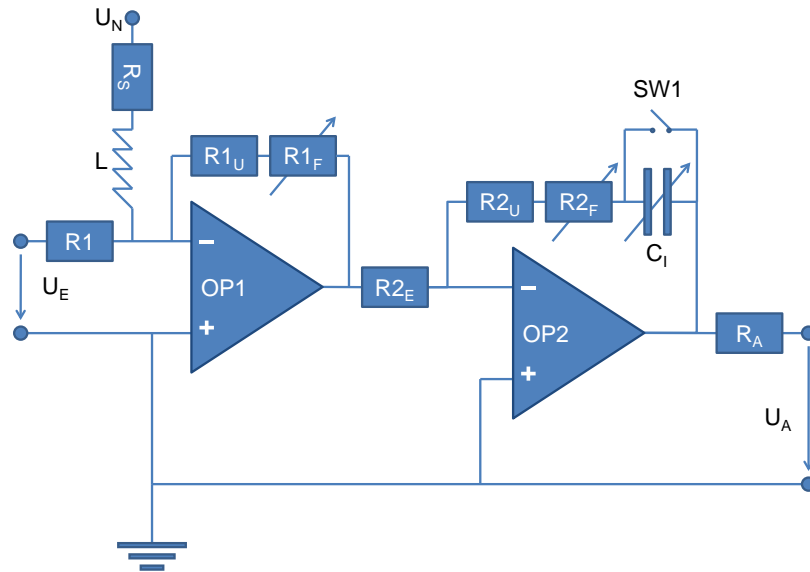 U_N
R_S
SW1
L
R1_U
R1_F
R2_U
R2_F
R1
−
C_I
U_E
OP1
R2_E
−
+
OP2
R_A
+
U_A